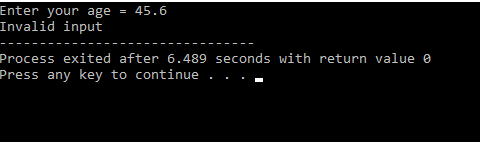 Enter your age = 45.6
Invalid input
--------------------------------
Process exited after 6.489 seconds with return value 0
Press any key to continue . . .